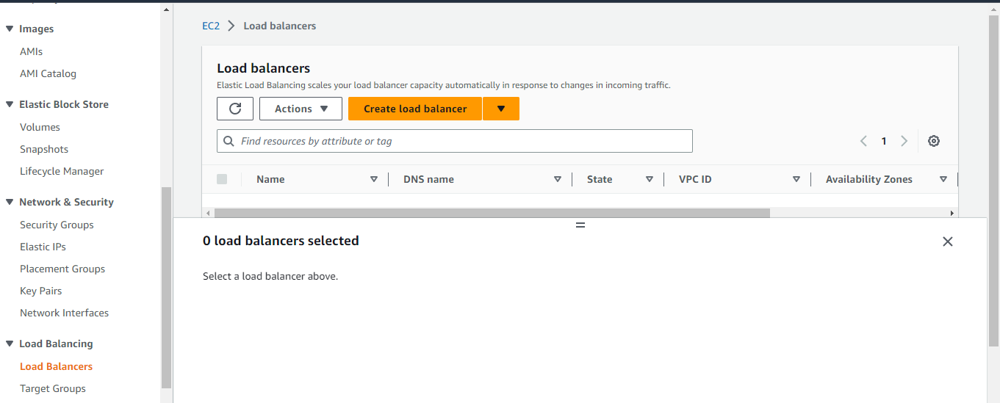 Images
AMIs
AMI Catalog
Elastic Block Store
Volumes
Snapshots
Lifecycle Manager
Network & Security
Security Groups
Elastic IPs
Placement Groups
Key Pairs
Network Interfaces
Load Balancing
Load Balancers
Target Groups
EC2 Load balancers
Load balancers
Elastic Load Balancing scales your load balancer capacity automatically in response to changes in incoming traffic.
Actions Create load balancer
Find resources by attribute or tag 1
Name DNS name State VPC ID Availability Zones
0 load balancers selected
Select a load balancer above.